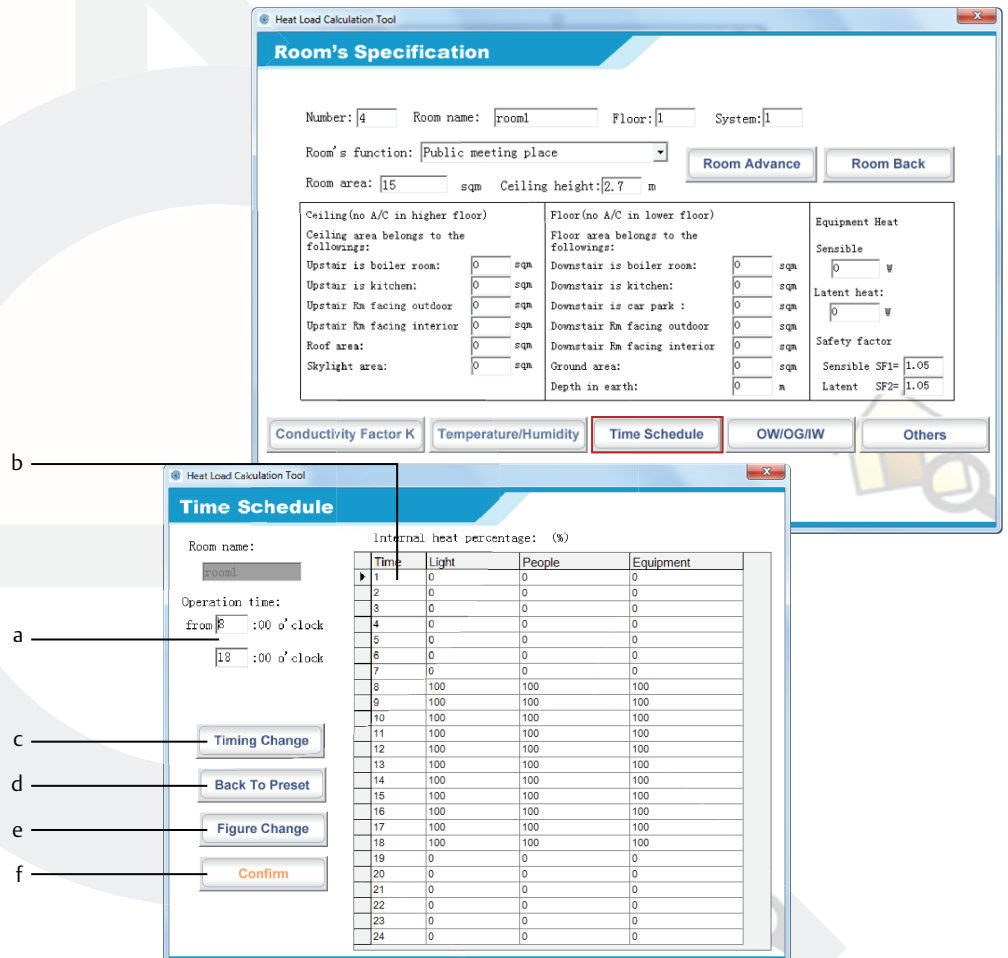 Heat Load Calculation Tool
x
Room's Specification
Number: 4 Room name: room1 Floor: 1 System: 1
Room's function: Public meeting place
Room Advance Room Back
Room area: 15 sqm Ceiling height: 2.7 m
Ceiling(no A/C in higher floor) Floor(no A/C in lower floor) Equipment Heat
Ceiling area belongs to the followings: Floor area belongs to the followings: Sensible
0 W
Upstair is boiler room: 0 sqm Downstair is boiler room: 0 sqm
Upstair is kitchen: 0 sqm Downstair is kitchen: 0 sqm Latent heat:
Upstair Rm facing outdoor 0 sqm Downstair is car park : 0 sqm 0 W
Upstair Rm facing interior 0 sqm Downstair Rm facing outdoor 0 sqm
Roof area: 0 sqm Downstair Rm facing interior 0 sqm Safety factor
Skylight area: 0 sqm Ground area: 0 sqm Sensible SF1= 1.05
Depth in earth: 0 m Latent SF2= 1.05
Conductivity Factor K Temperature/Humidity Time Schedule OW/OG/IW Others
b
Heat Load Calculation Tool
x
Time Schedule
Room name:
room1
Operation time:
a
from 8 :00 o'clock
18 :00 o'clock
c
Timing Change
d
Back To Preset
e
Figure Change
f
Confirm
Internal heat percentage: (%)
Time Light People Equipment
1 0 0 0
2 0 0 0
3 0 0 0
4 0 0 0
5 0 0 0
6 0 0 0
7 0 0 0
8 100 100 100
9 100 100 100
10 100 100 100
11 100 100 100
12 100 100 100
13 100 100 100
14 100 100 100
15 100 100 100
16 100 100 100
17 100 100 100
18 100 100 100
19 0 0 0
20 0 0 0
21 0 0 0
22 0 0 0
23 0 0 0
24 0 0 0